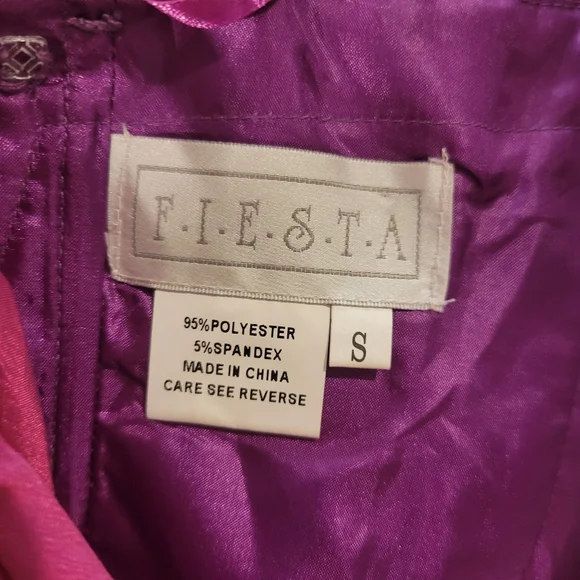 F·I·E·S·T·A
95%POLYESTER
5%SPANDEX
MADE IN CHINA
CARE SEE REVERSE
S